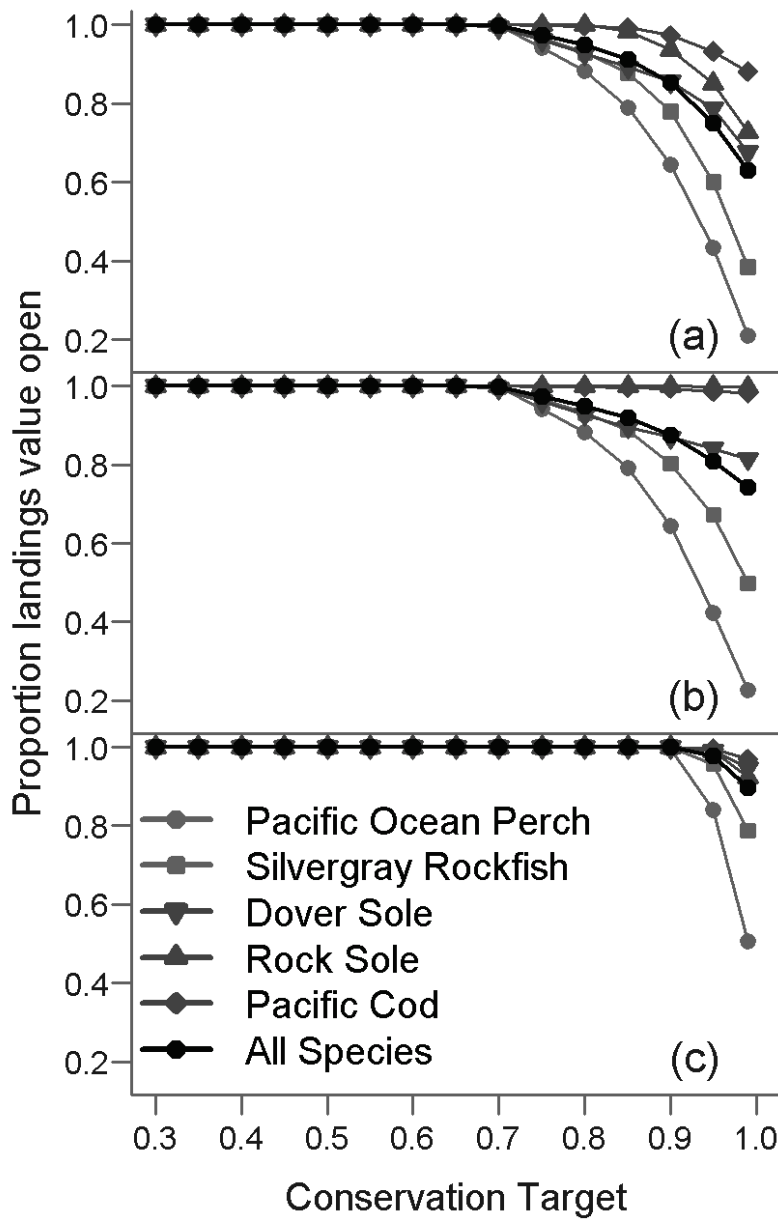 Proportion landings value open
1.0
0.8
0.6
0.4
0.2
(a)
1.0
0.8
0.6
0.4
0.2
(b)
1.0
0.8
0.6
0.4
0.2
Pacific Ocean Perch
Silvergray Rockfish
Dover Sole
Rock Sole
Pacific Cod
All Species
(c)
0.3 0.4 0.5 0.6 0.7 0.8 0.9 1.0
Conservation Target